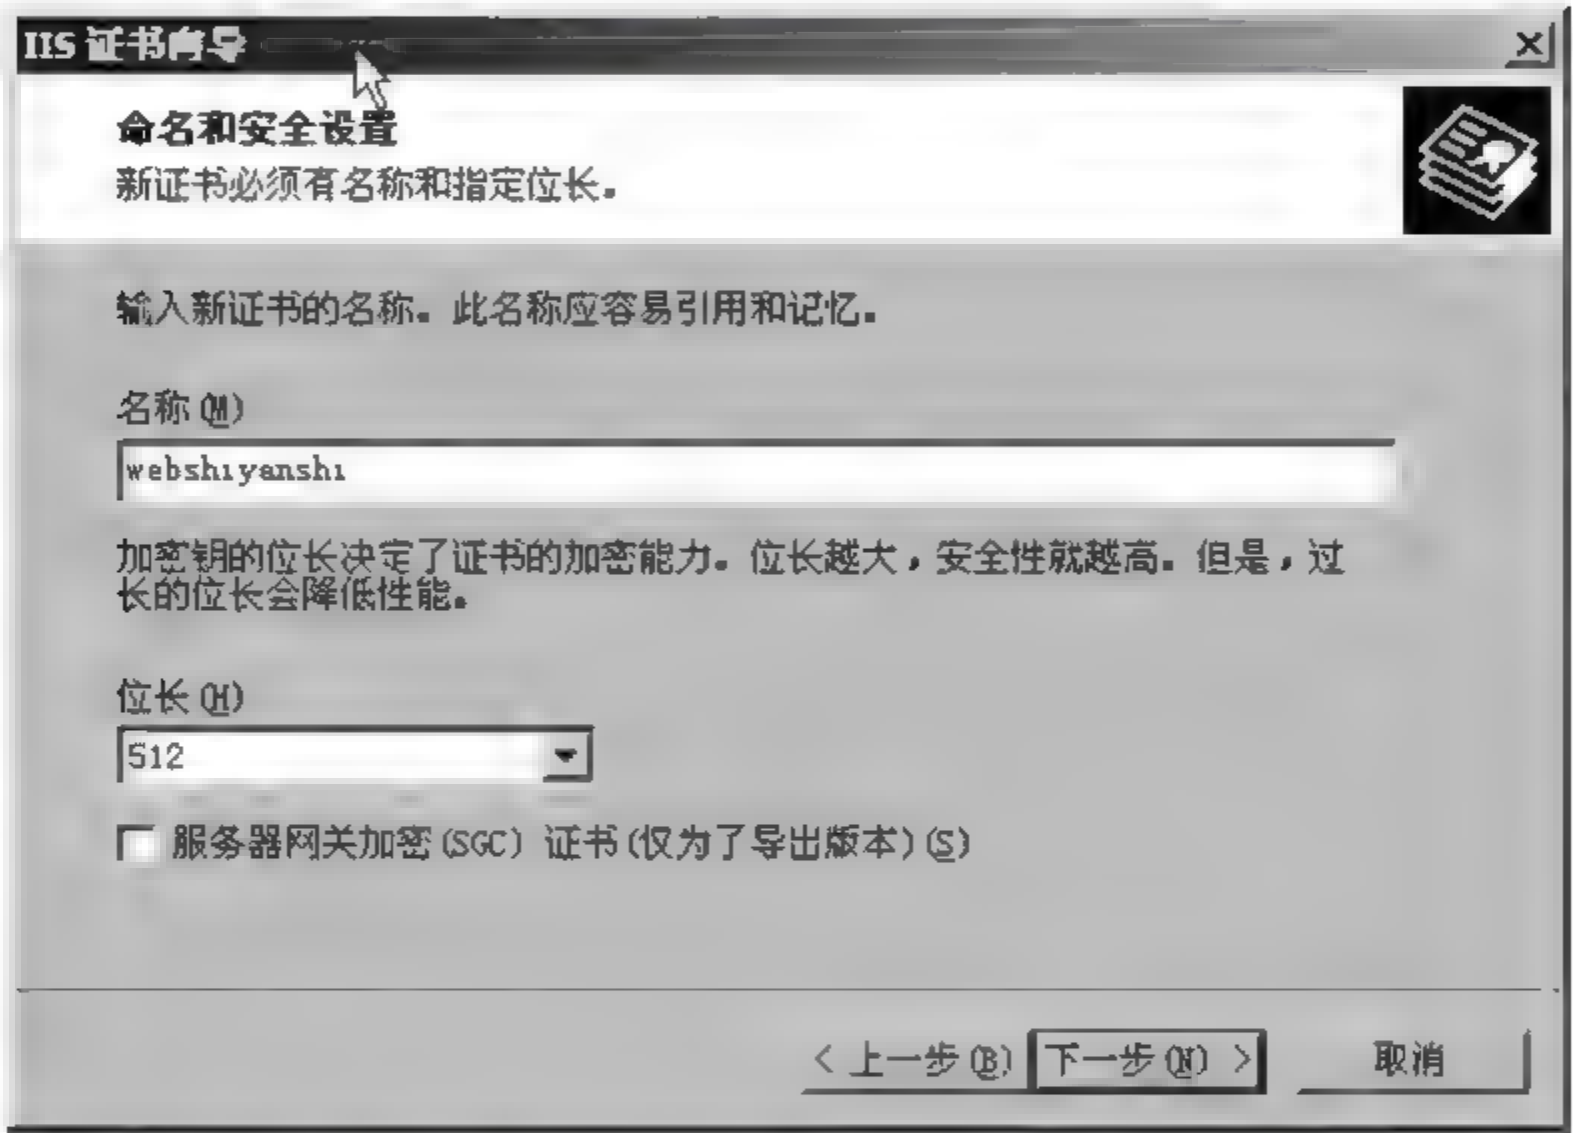 IIS 证书向导
命名和安全设置
新证书必须有名称和指定位长。
输入新证书的名称。此名称应容易引用和记忆。
名称(M)
webshiyanshi
加密钥的位长决定了证书的加密能力。位长越大，安全性就越高。但是，过
长的位长会降低性能。
位长(H)
512
服务器网关加密(SGC) 证书(仅为了导出版本)(S)
< 上一步(B) 下一步(N) > 取消